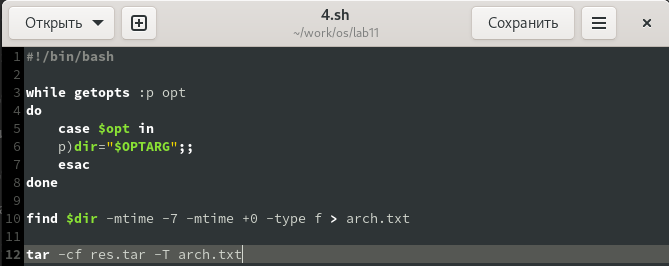 Открыть
4.sh
~/work/os/lab11
Сохранить
1 #!/bin/bash
2
3 while getopts :p opt
4 do
5     case $opt in
6     p)dir="$OPTARG";;
7     esac
8 done
9
10 find $dir -mtime -7 -mtime +0 -type f > arch.txt
11
12 tar -cf res.tar -T arch.txt